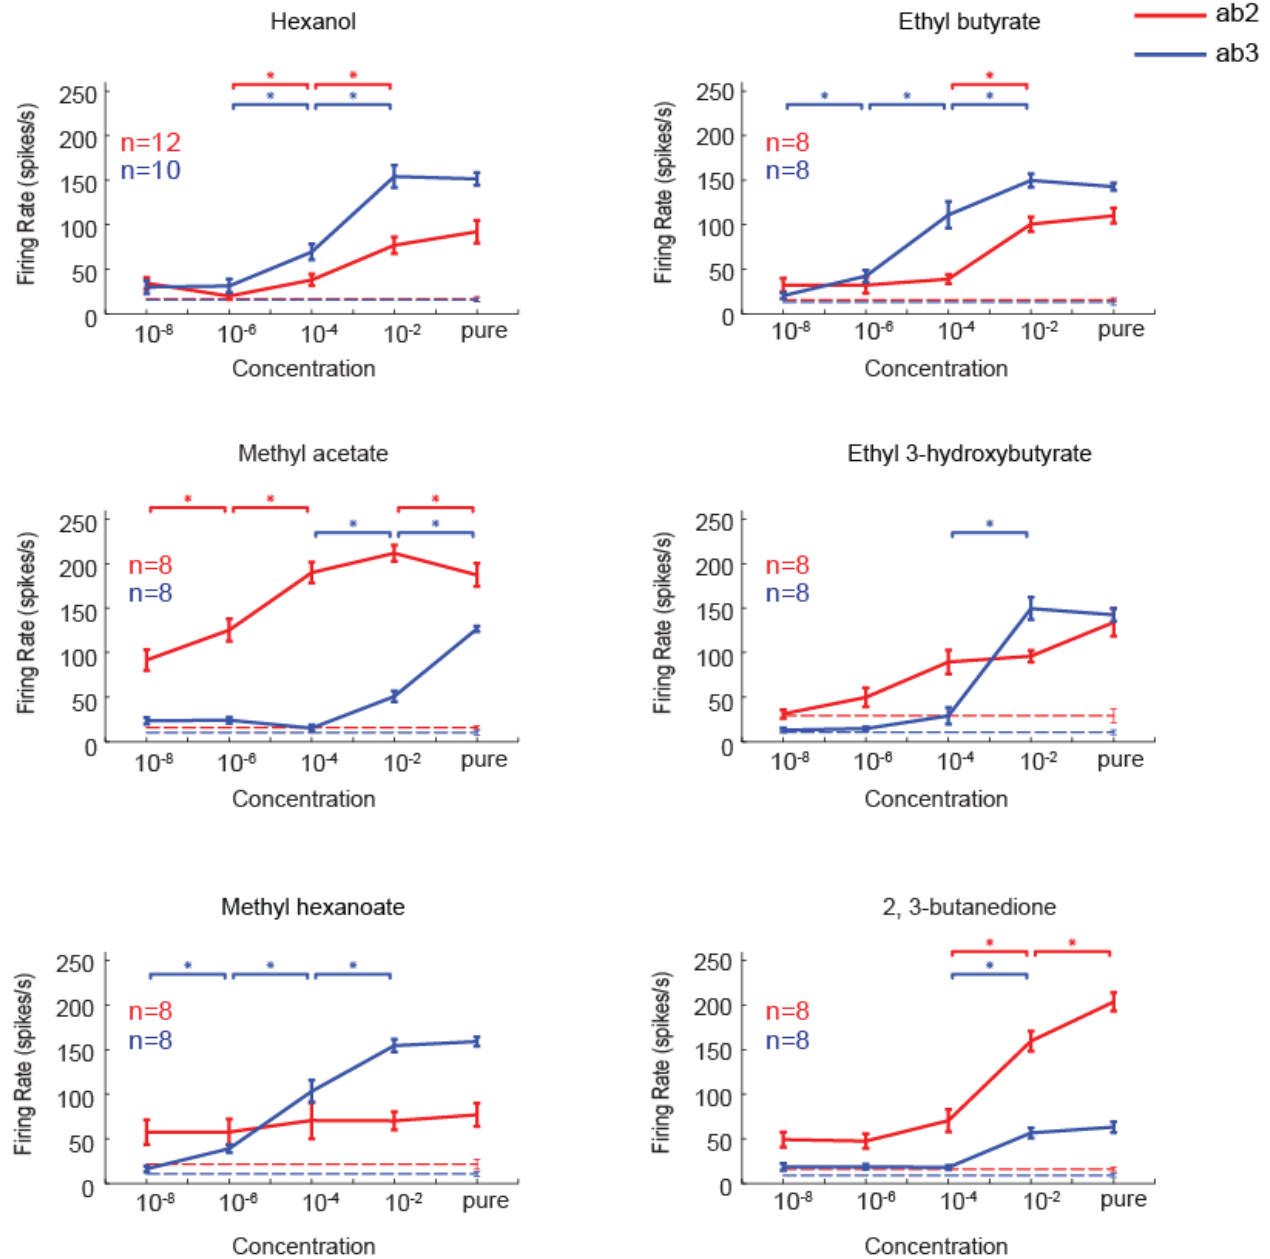 Hexanol
Firing Rate (spikes/s)
250
200
150
100
50
0
* *
* *
n=12
n=10
10-8 10-6 10-4 10-2 pure
Concentration
Ethyl butyrate
ab2
ab3
Firing Rate (spikes/s)
250
200
150
100
50
0
*
* * *
n=8
n=8
10-8 10-6 10-4 10-2 pure
Concentration
Methyl acetate
Firing Rate (spikes/s)
250
200
150
100
50
0
* * *
* *
n=8
n=8
10-8 10-6 10-4 10-2 pure
Concentration
Ethyl 3-hydroxybutyrate
Firing Rate (spikes/s)
250
200
150
100
50
0
*
n=8
n=8
10-8 10-6 10-4 10-2 pure
Concentration
Methyl hexanoate
Firing Rate (spikes/s)
250
200
150
100
50
0
* * *
n=8
n=8
10-8 10-6 10-4 10-2 pure
Concentration
2, 3-butanedione
Firing Rate (spikes/s)
250
200
150
100
50
0
* *
*
n=8
n=8
10-8 10-6 10-4 10-2 pure
Concentration